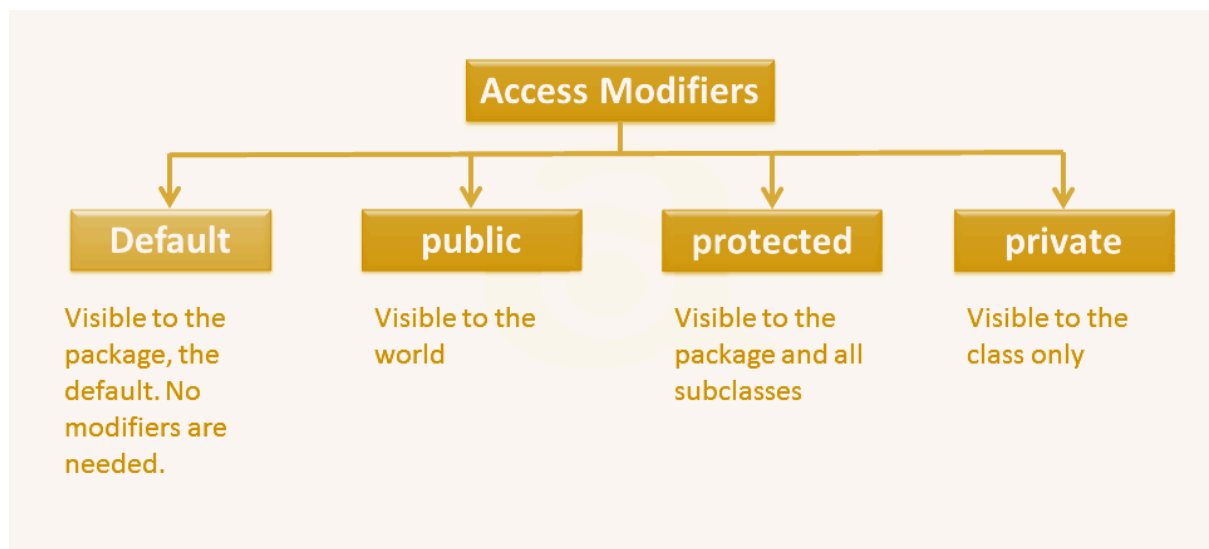 Access Modifiers
Default
public
protected
private
Visible to the
package, the
default. No
modifiers are
needed.
Visible to the
world
Visible to the
package and all
subclasses
Visible to the
class only